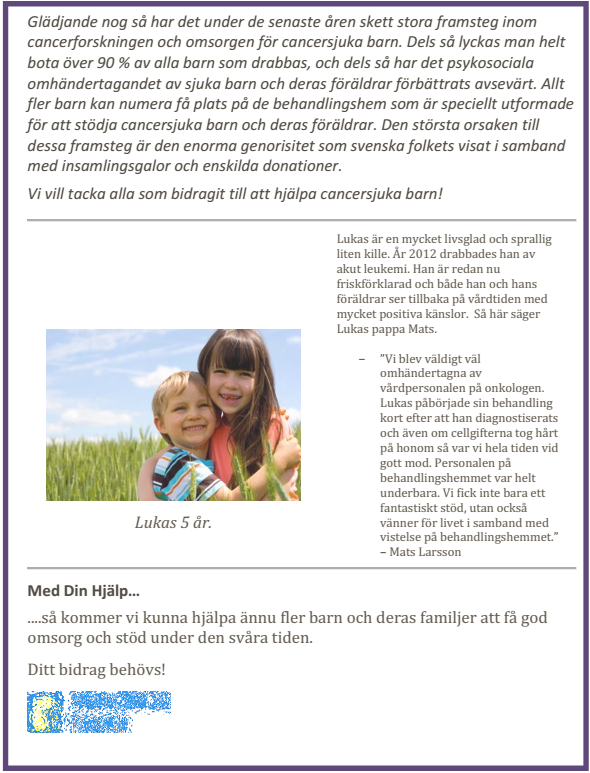 Glädjande nog så har det under de senaste åren skett stora framsteg inom
cancerforskningen och omsorgen för cancersjuka barn. Dels så lyckas man helt
bota över 90 % av alla barn som drabbas, och dels så har det psykosociala
omhändertagandet av sjuka barn och deras föräldrar förbättrats avsevärt. Allt
fler barn kan numera få plats på de behandlingshem som är speciellt utformade
för att stödja cancersjuka barn och deras föräldrar. Den största orsaken till
dessa framsteg är den enorma genorisitet som svenska folkets visat i samband
med insamlingsgalor och enskilda donationer.
Vi vill tacka alla som bidragit till att hjälpa cancersjuka barn!
Lukas är en mycket livsglad och sprallig
liten kille. År 2012 drabbades han av
akut leukemi. Han är redan nu
friskförklarad och både han och hans
föräldrar ser tillbaka på vårdtiden med
mycket positiva känslor. Så här säger
Lukas pappa Mats.
– ”Vi blev väldigt väl
omhändertagna av
vårdpersonalen på onkologen.
Lukas påbörjade sin behandling
kort efter att han diagnostiserats
och även om cellgifterna tog hårt
på honom så var vi hela tiden vid
gott mod. Personalen på
behandlingshemmet var helt
underbara. Vi fick inte bara ett
fantastiskt stöd, utan också
vänner för livet i samband med
vistelse på behandlingshemmet.”
– Mats Larsson
Lukas 5 år.
Med Din Hjälp…
....så kommer vi kunna hjälpa ännu fler barn och deras familjer att få god
omsorg och stöd under den svåra tiden.
Ditt bidrag behövs!